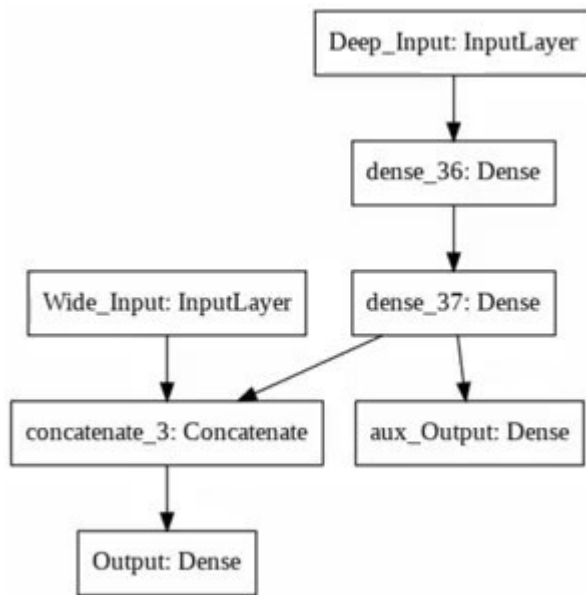 Deep_Input: InputLayer
dense_36: Dense
Wide_Input: InputLayer
dense_37: Dense
concatenate_3: Concatenate
aux_Output: Dense
Output: Dense